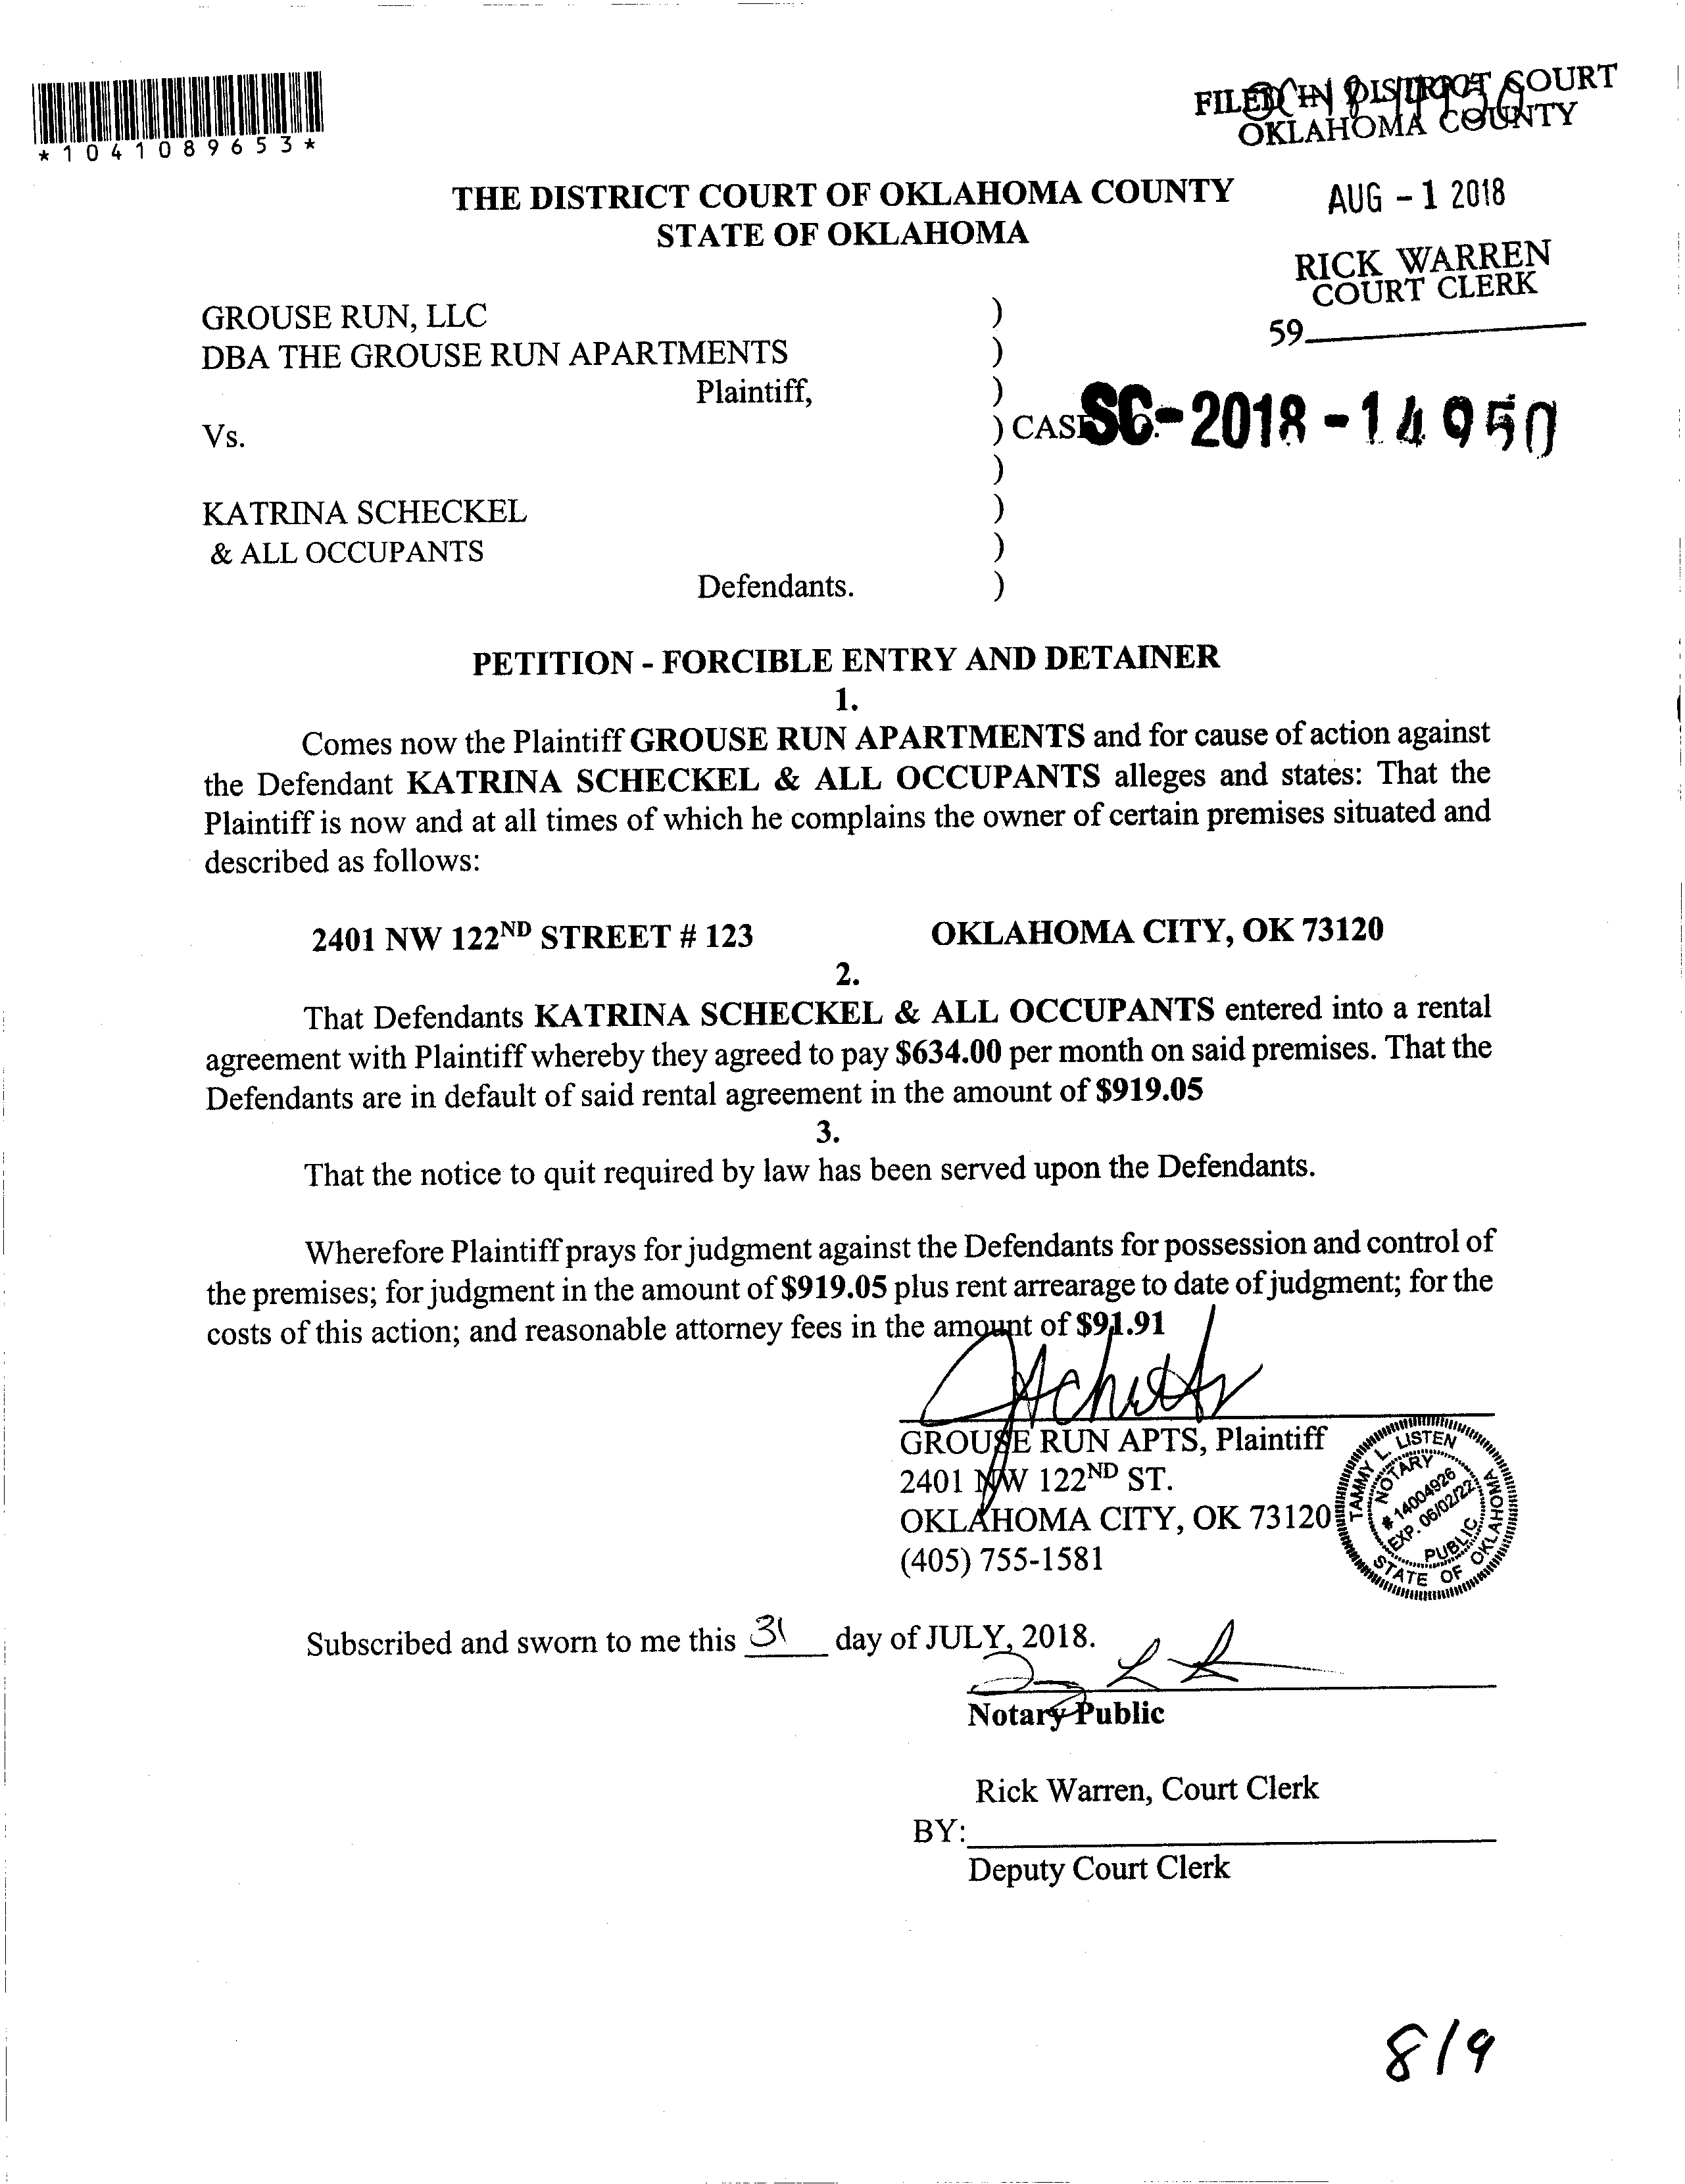 *1041089653*
FILED IN DISTRICT COURT
OKLAHOMA COUNTY
THE DISTRICT COURT OF OKLAHOMA COUNTY
STATE OF OKLAHOMA
AUG - 1 2018
RICK WARREN
COURT CLERK
59
GROUSE RUN, LLC )
DBA THE GROUSE RUN APARTMENTS )
Plaintiff, )
Vs. ) CASE SC-2018-14950
)
KATRINA SCHECKEL )
& ALL OCCUPANTS )
Defendants. )
PETITION - FORCIBLE ENTRY AND DETAINER
1.
Comes now the Plaintiff GROUSE RUN APARTMENTS and for cause of action against
the Defendant KATRINA SCHECKEL & ALL OCCUPANTS alleges and states: That the
Plaintiff is now and at all times of which he complains the owner of certain premises situated and
described as follows:
2401 NW 122ND STREET # 123 OKLAHOMA CITY, OK 73120
2.
That Defendants KATRINA SCHECKEL & ALL OCCUPANTS entered into a rental
agreement with Plaintiff whereby they agreed to pay $634.00 per month on said premises. That the
Defendants are in default of said rental agreement in the amount of $919.05
3.
That the notice to quit required by law has been served upon the Defendants.
Wherefore Plaintiff prays for judgment against the Defendants for possession and control of
the premises; for judgment in the amount of $919.05 plus rent arrearage to date of judgment; for the
costs of this action; and reasonable attorney fees in the amount of $91.91
GROUSE RUN APTS, Plaintiff
2401 NW 122ND ST.
OKLAHOMA CITY, OK 73120
(405) 755-1581
TAMMY L. LISTEN
NOTARY
# 14004926
EXP. 06/02/22
PUBLIC
STATE OF OKLAHOMA
Subscribed and sworn to me this 31 day of JULY, 2018.
Notary Public
Rick Warren, Court Clerk
BY:
Deputy Court Clerk
8/9